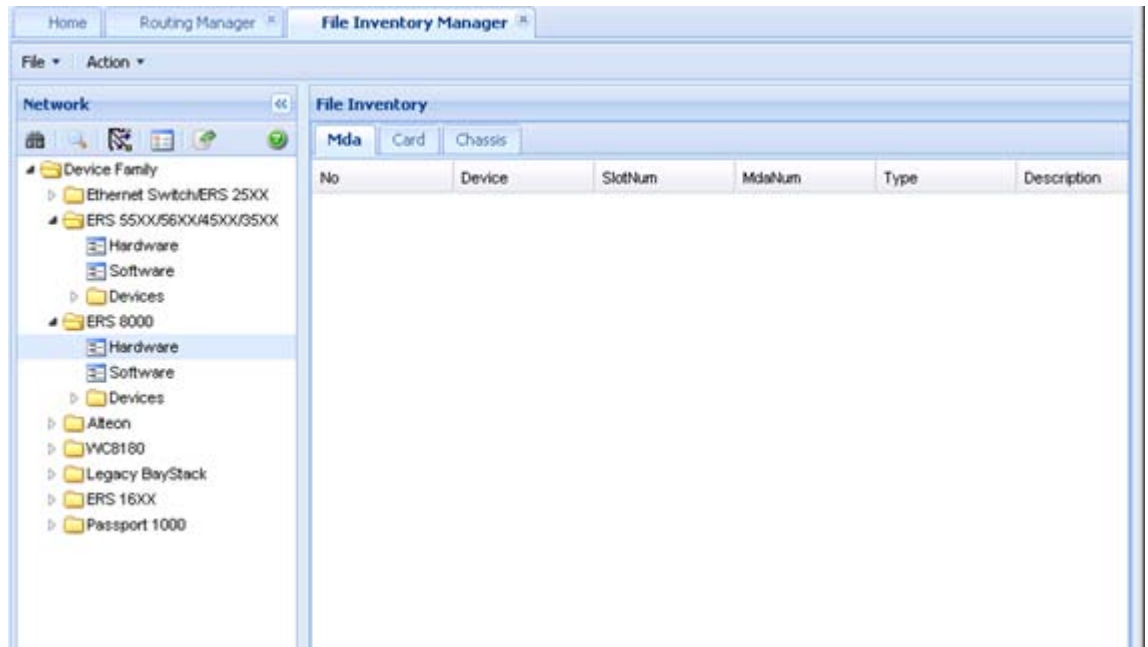 Home Routing Manager File Inventory Manager
File Action
Network
File Inventory
Mda Card Chassis
No Device SlotNum MdaNum Type Description
Device Family
Ethernet Switch/ERS 25XX
ERS 55XX/56XX/45XX/35XX
Hardware
Software
Devices
ERS 8000
Hardware
Software
Devices
Alteon
WC8180
Legacy BayStack
ERS 16XX
Passport 1000